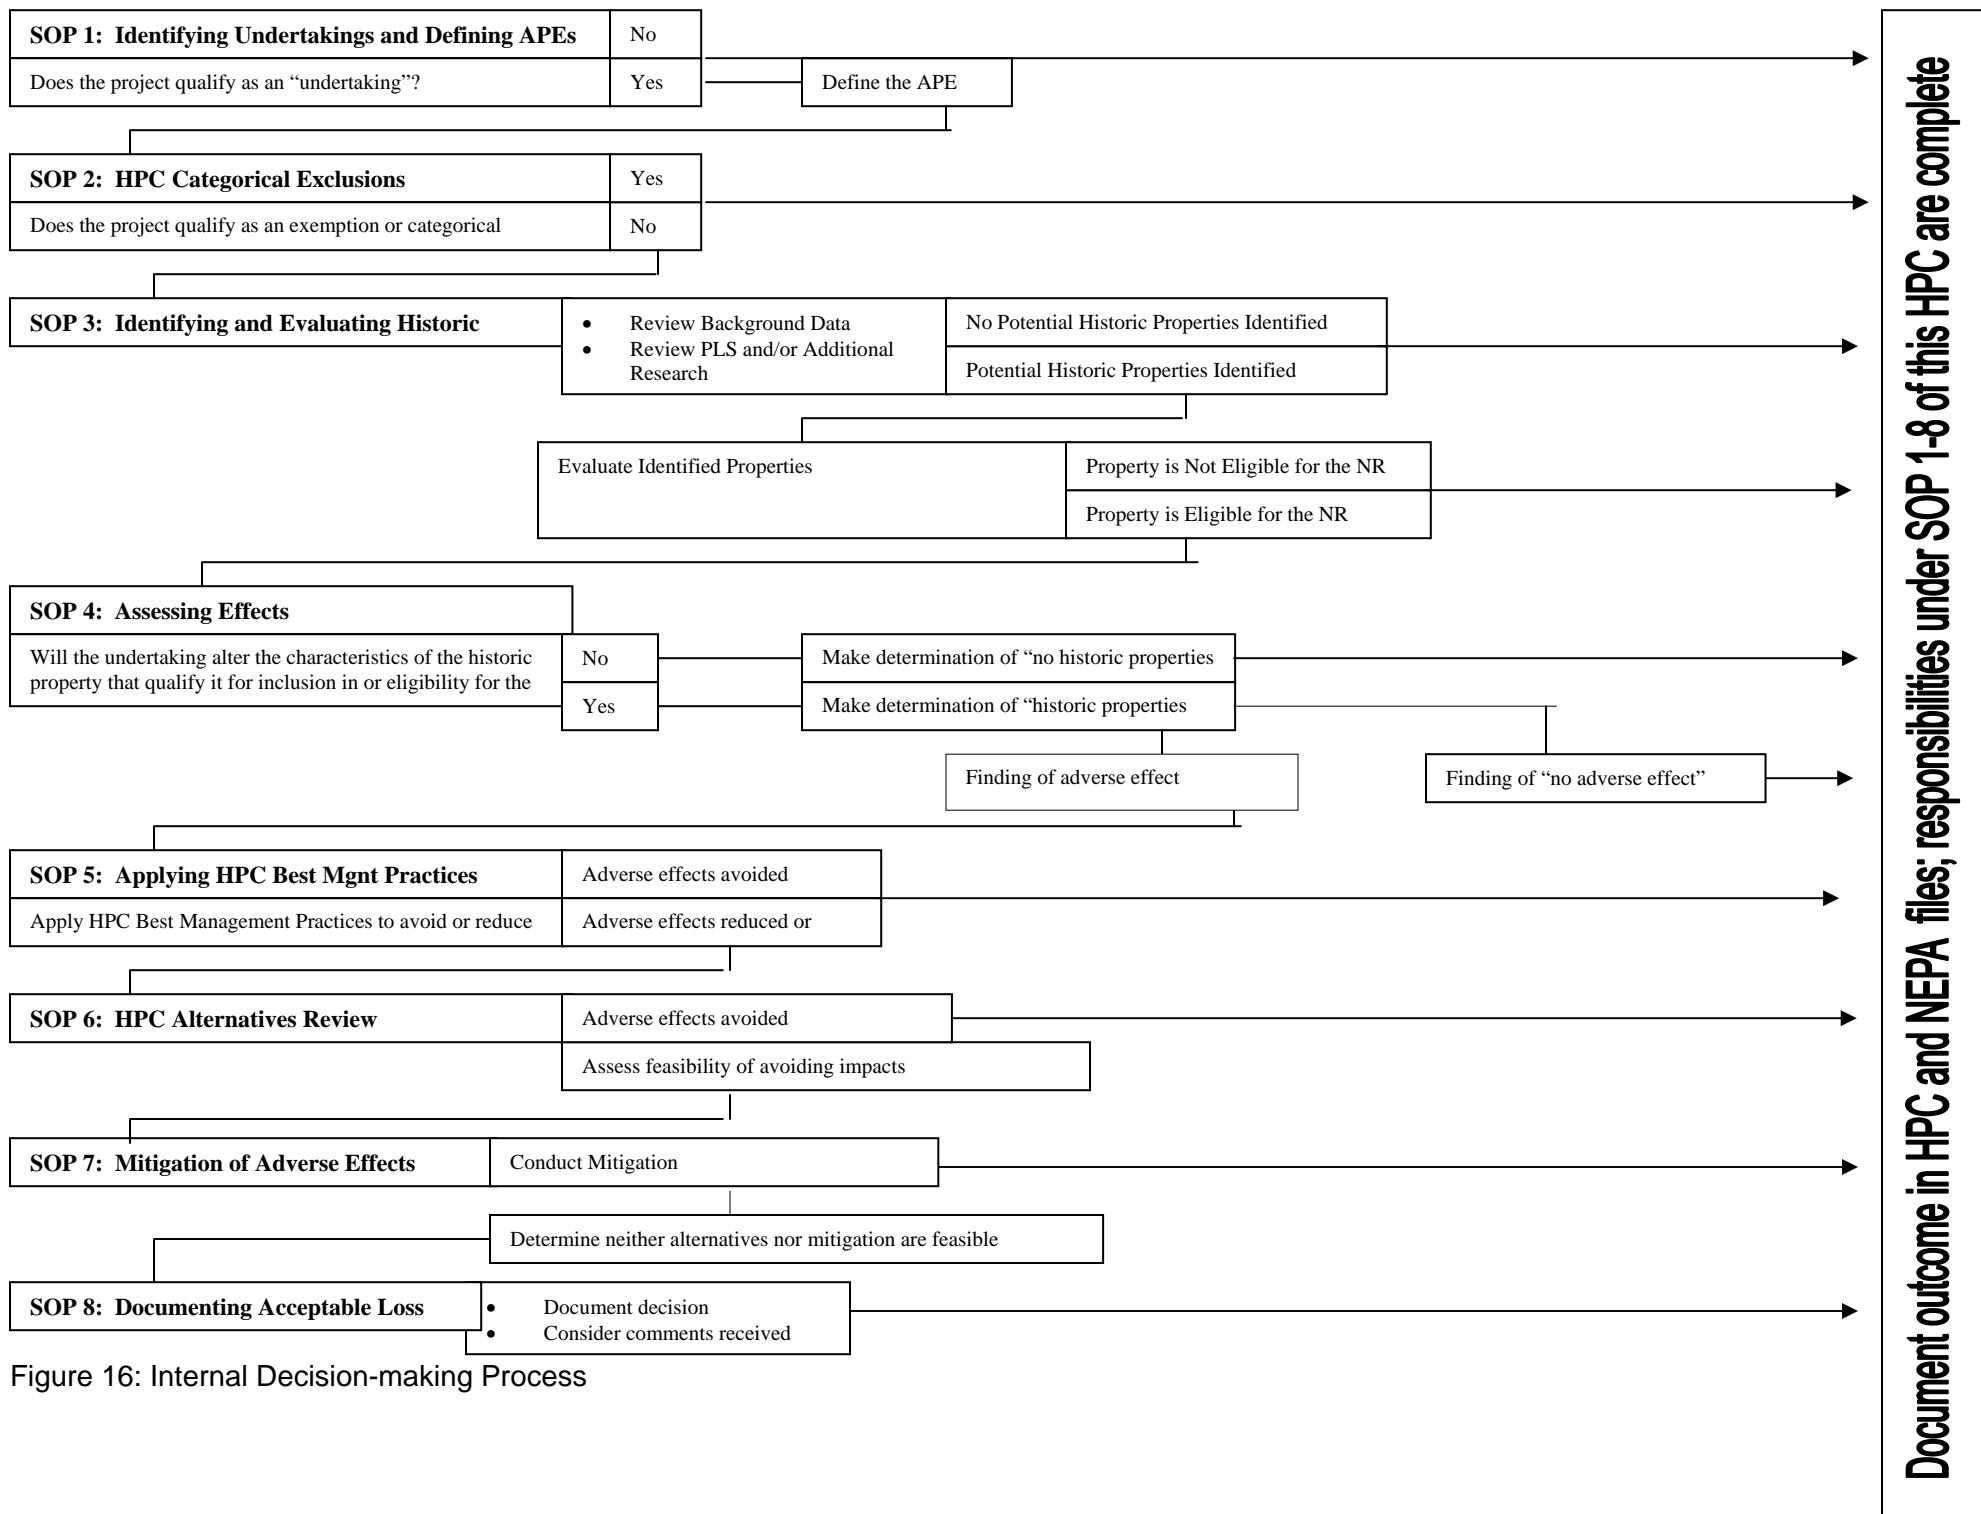 SOP 1:  Identifying Undertakings and Defining APEs
No
Does the project qualify as an “undertaking”?
Yes
Define the APE
SOP 2:  HPC Categorical Exclusions
Yes
Does the project qualify as an exemption or categorical
No
SOP 3:  Identifying and Evaluating Historic
• Review Background Data
• Review PLS and/or Additional
Research
No Potential Historic Properties Identified
Potential Historic Properties Identified
Evaluate Identified Properties
Property is Not Eligible for the NR
Property is Eligible for the NR
SOP 4:  Assessing Effects
Will the undertaking alter the characteristics of the historic
property that qualify it for inclusion in or eligibility for the
No
Yes
Make determination of “no historic properties
Make determination of “historic properties
Finding of adverse effect
Finding of “no adverse effect”
SOP 5:  Applying HPC Best Mgnt Practices
Adverse effects avoided
Apply HPC Best Management Practices to avoid or reduce
Adverse effects reduced or
SOP 6:  HPC Alternatives Review
Adverse effects avoided
Assess feasibility of avoiding impacts
SOP 7:  Mitigation of Adverse Effects
Conduct Mitigation
Determine neither alternatives nor mitigation are feasible
SOP 8:  Documenting Acceptable Loss
• Document decision
• Consider comments received
Figure 16: Internal Decision-making Process
Document outcome in HPC and NEPA files; responsibilities under SOP 1-8 of this HPC are complete